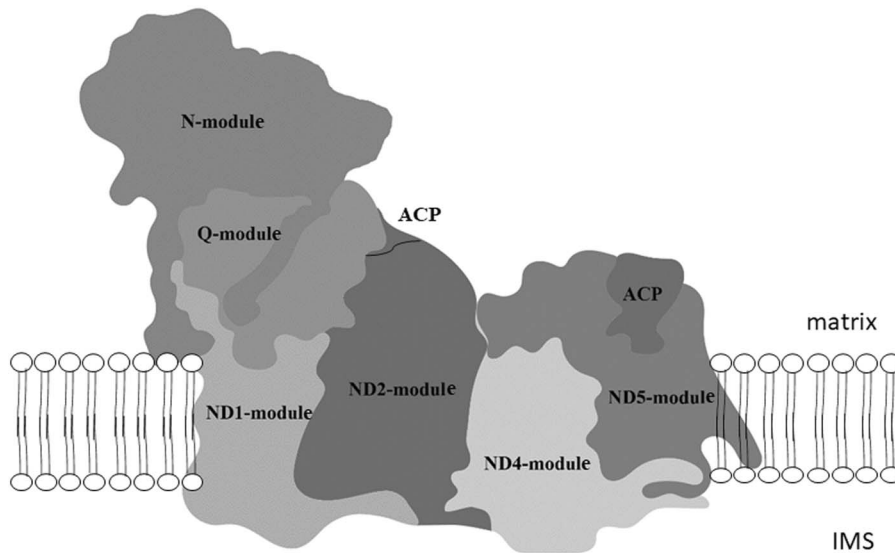 N-module
Q-module
ACP
ACP
matrix
ND1-module
ND2-module
ND5-module
ND4-module
IMS